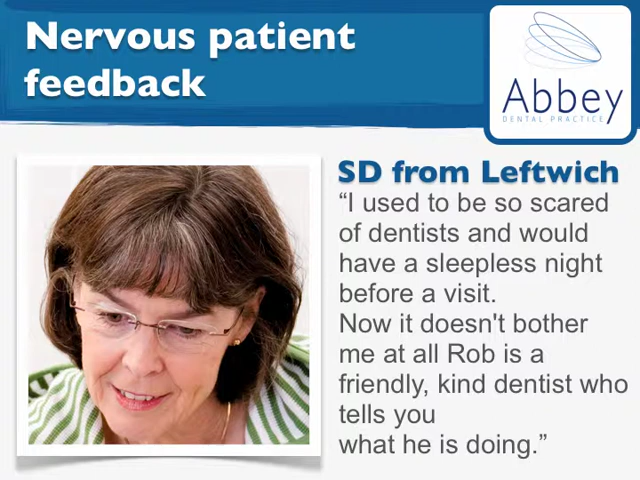 Nervous patient
feedback
Abbey
DENTAL PRACTICE
SD from Leftwich
“I used to be so scared
of dentists and would
have a sleepless night
before a visit.
Now it doesn't bother
me at all Rob is a
friendly, kind dentist who
tells you
what he is doing.”